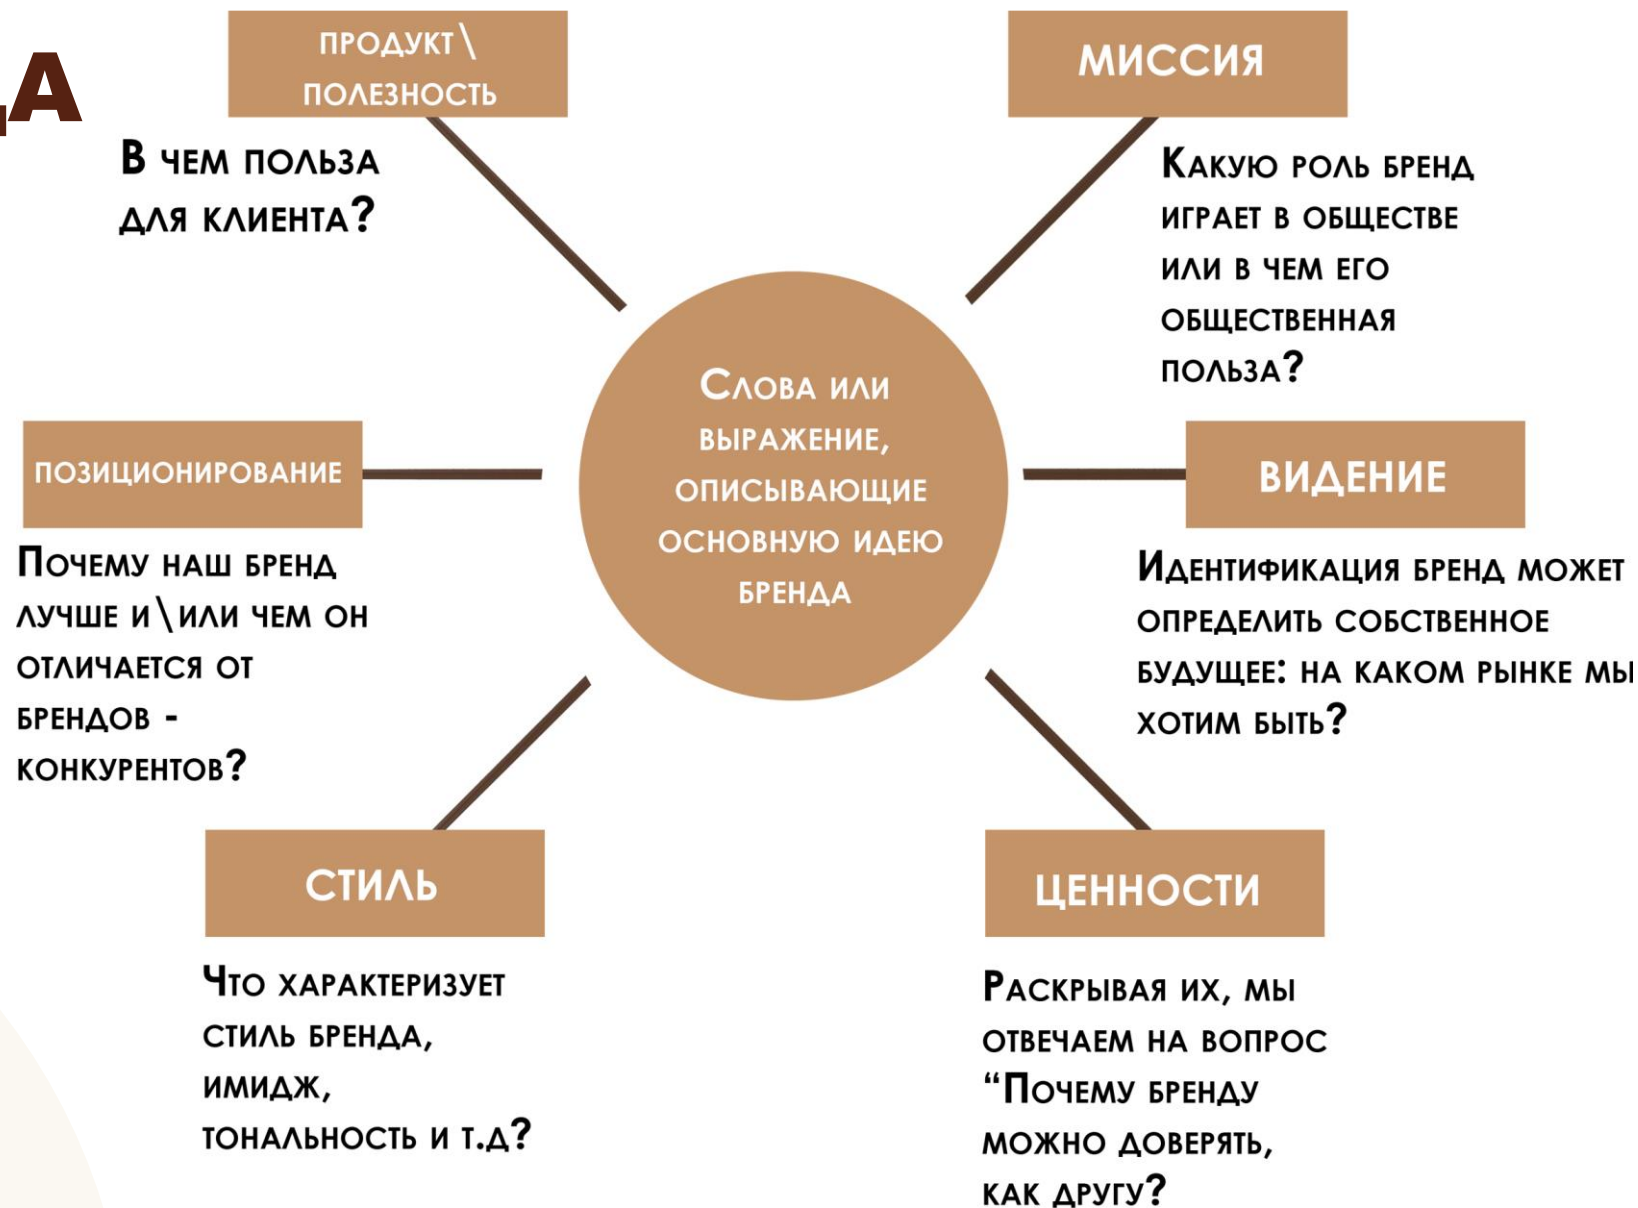 ДА
ПРОДУКТ \
ПОЛЕЗНОСТЬ
В ЧЕМ ПОЛЬЗА
ДЛЯ КЛИЕНТА?
МИССИЯ
КАКУЮ РОЛЬ БРЕНД
ИГРАЕТ В ОБЩЕСТВЕ
ИЛИ В ЧЕМ ЕГО
ОБЩЕСТВЕННАЯ
ПОЛЬЗА?
СЛОВА ИЛИ
ВЫРАЖЕНИЕ,
ОПИСЫВАЮЩИЕ
ОСНОВНУЮ ИДЕЮ
БРЕНДА
ПОЗИЦИОНИРОВАНИЕ
ПОЧЕМУ НАШ БРЕНД
ЛУЧШЕ И\ИЛИ ЧЕМ ОН
ОТЛИЧАЕТСЯ ОТ
БРЕНДОВ -
КОНКУРЕНТОВ?
ВИДЕНИЕ
ИДЕНТИФИКАЦИЯ БРЕНД МОЖЕТ
ОПРЕДЕЛИТЬ СОБСТВЕННОЕ
БУДУЩЕЕ: НА КАКОМ РЫНКЕ МЫ
ХОТИМ БЫТЬ?
СТИЛЬ
ЧТО ХАРАКТЕРИЗУЕТ
СТИЛЬ БРЕНДА,
ИМИДЖ,
ТОНАЛЬНОСТЬ И Т.Д?
ЦЕННОСТИ
РАСКРЫВАЯ ИХ, МЫ
ОТВЕЧАЕМ НА ВОПРОС
“ПОЧЕМУ БРЕНДУ
МОЖНО ДОВЕРЯТЬ,
КАК ДРУГУ?